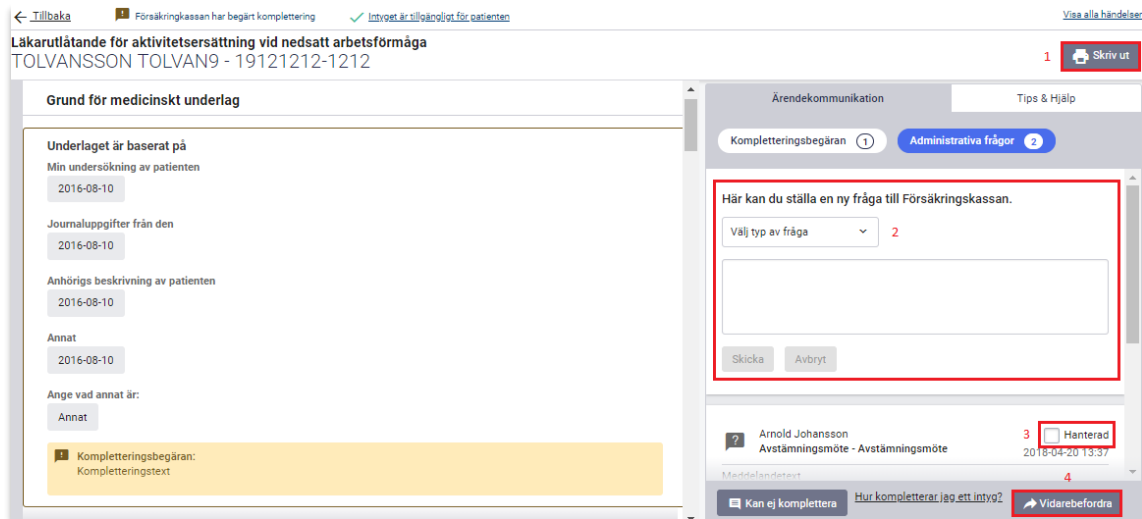 Tillbaka
Försäkringkassan har begärt komplettering
Intyget är tillgängligt för patienten
Visa alla händelser
Läkarutlåtande för aktivitetsersättning vid nedsatt arbetsförmåga
TOLVANSSON TOLVAN9 - 19121212-1212
1
Skriv ut
Grund för medicinskt underlag
Underlaget är baserat på
Min undersökning av patienten
2016-08-10
Journaluppgifter från den
2016-08-10
Anhörigs beskrivning av patienten
2016-08-10
Annat
2016-08-10
Ange vad annat är:
Annat
Kompletteringsbegäran:
Kompletteringstext
Ärendekommunikation
Tips & Hjälp
Kompletteringsbegäran 1
Administrativa frågor 2
Här kan du ställa en ny fråga till Försäkringskassan.
Välj typ av fråga
2
Skicka
Avbryt
Arnold Johansson
Avstämningsmöte - Avstämningsmöte
3
Hanterad
2018-04-20 13:37
Meddelandetext
4
Kan ej komplettera
Hur kompletterar jag ett intyg?
Vidarebefordra